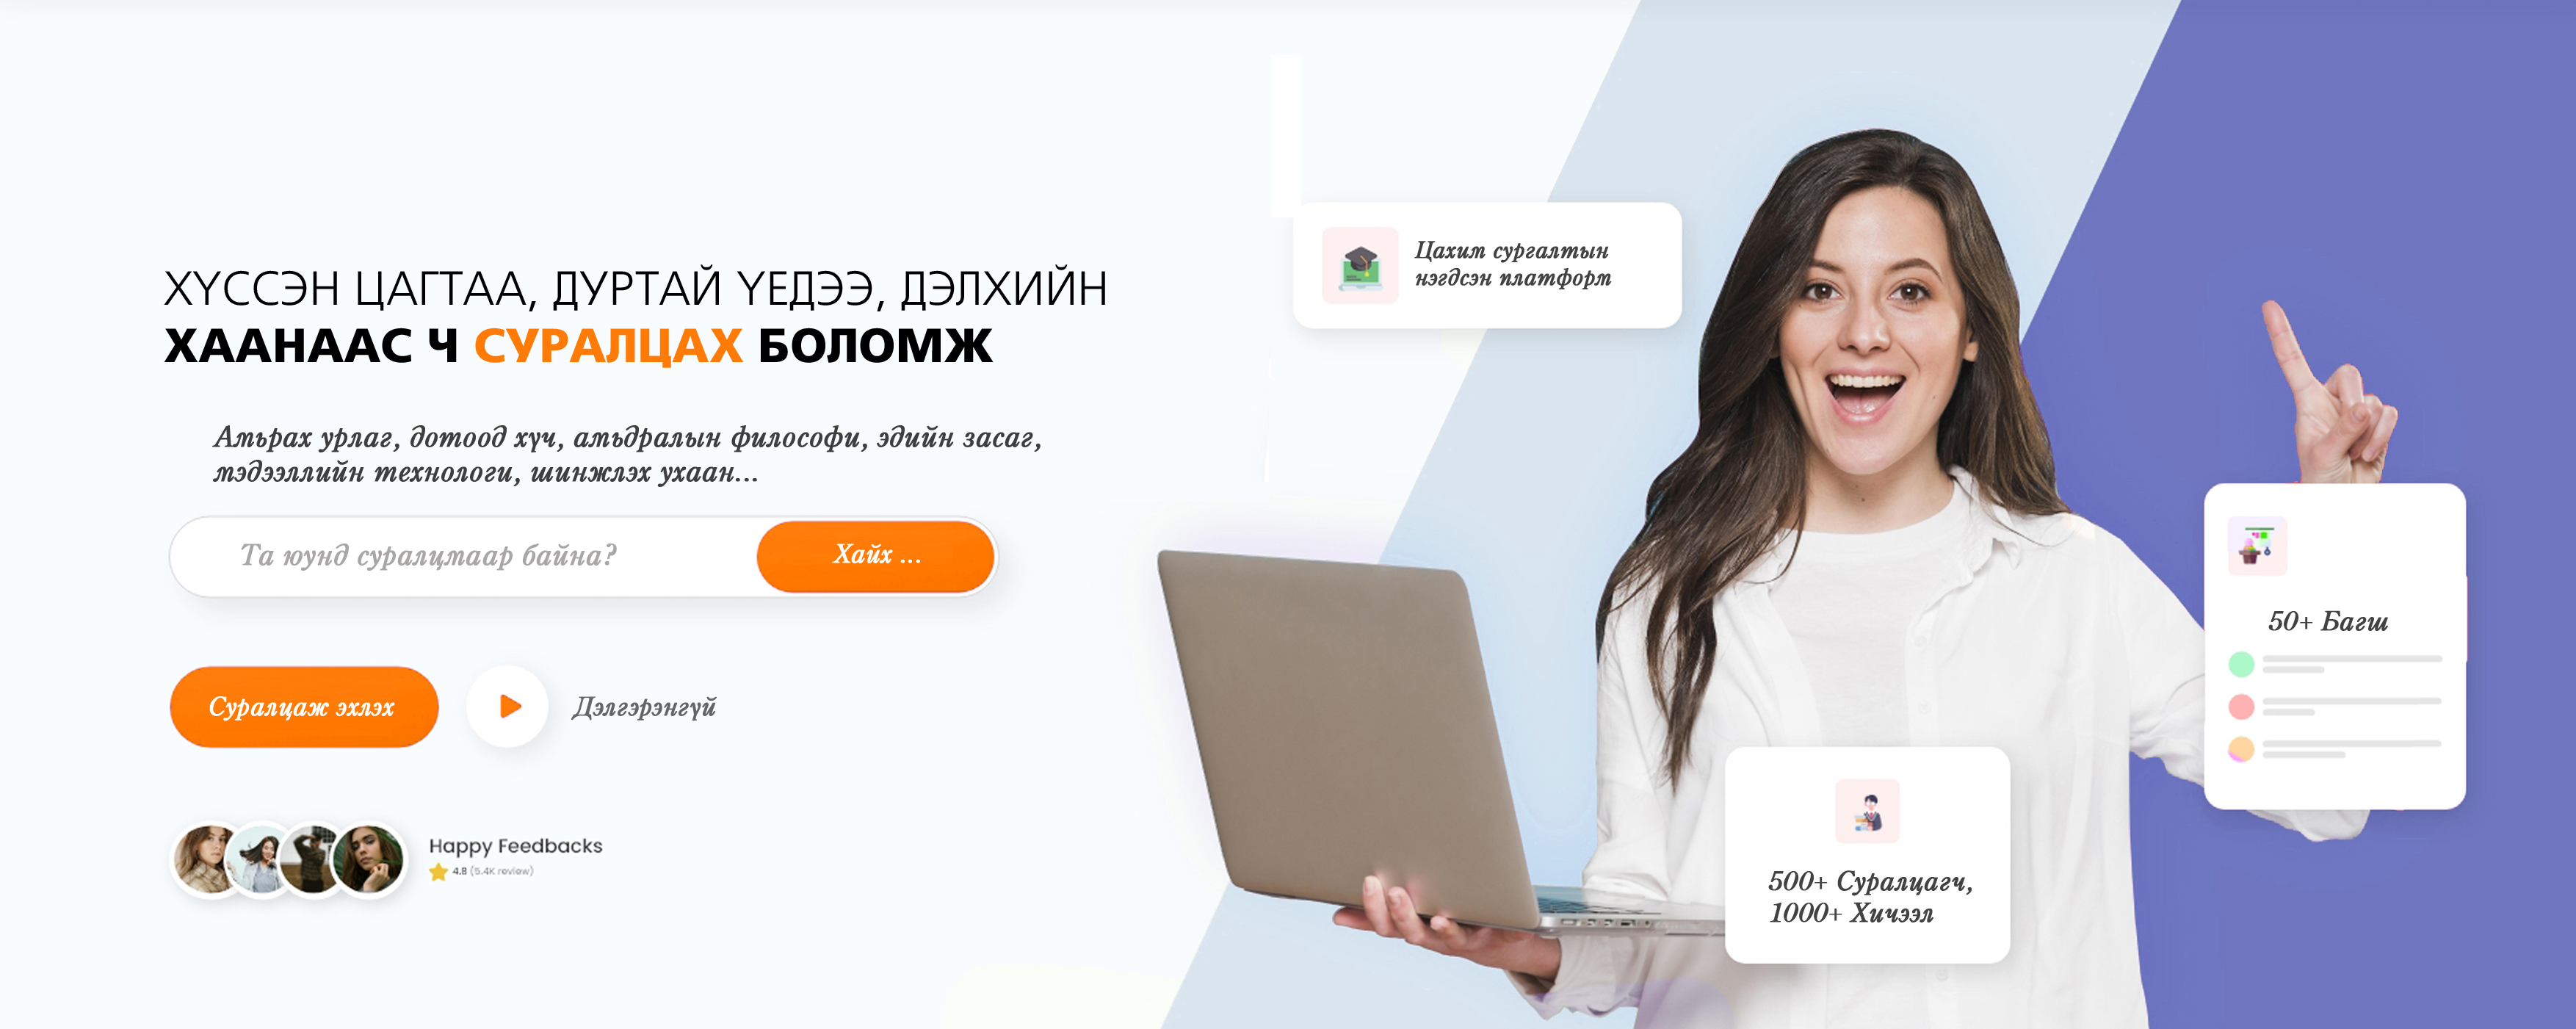 ХҮССЭН ЦАГТАА, ДУРТАЙ ҮЕДЭЭ, ДЭЛХИЙН
ХААНААС Ч СУРАЛЦАХ БОЛОМЖ
Амьрах урлаг, дотоод хүч, амьдралын философи, эдийн засаг,
мэдээллийн технологи, шинжлэх ухаан...
Та юунд суралцмаар байна?
Хайх ...
Суралцаж эхлэх
Дэлгэрэнгүй
Happy Feedbacks
4.8 (5.4K review)
Цахим сургалтын
нэгдсэн платформ
50+ Багш
500+ Суралцагч,
1000+ Хичээл